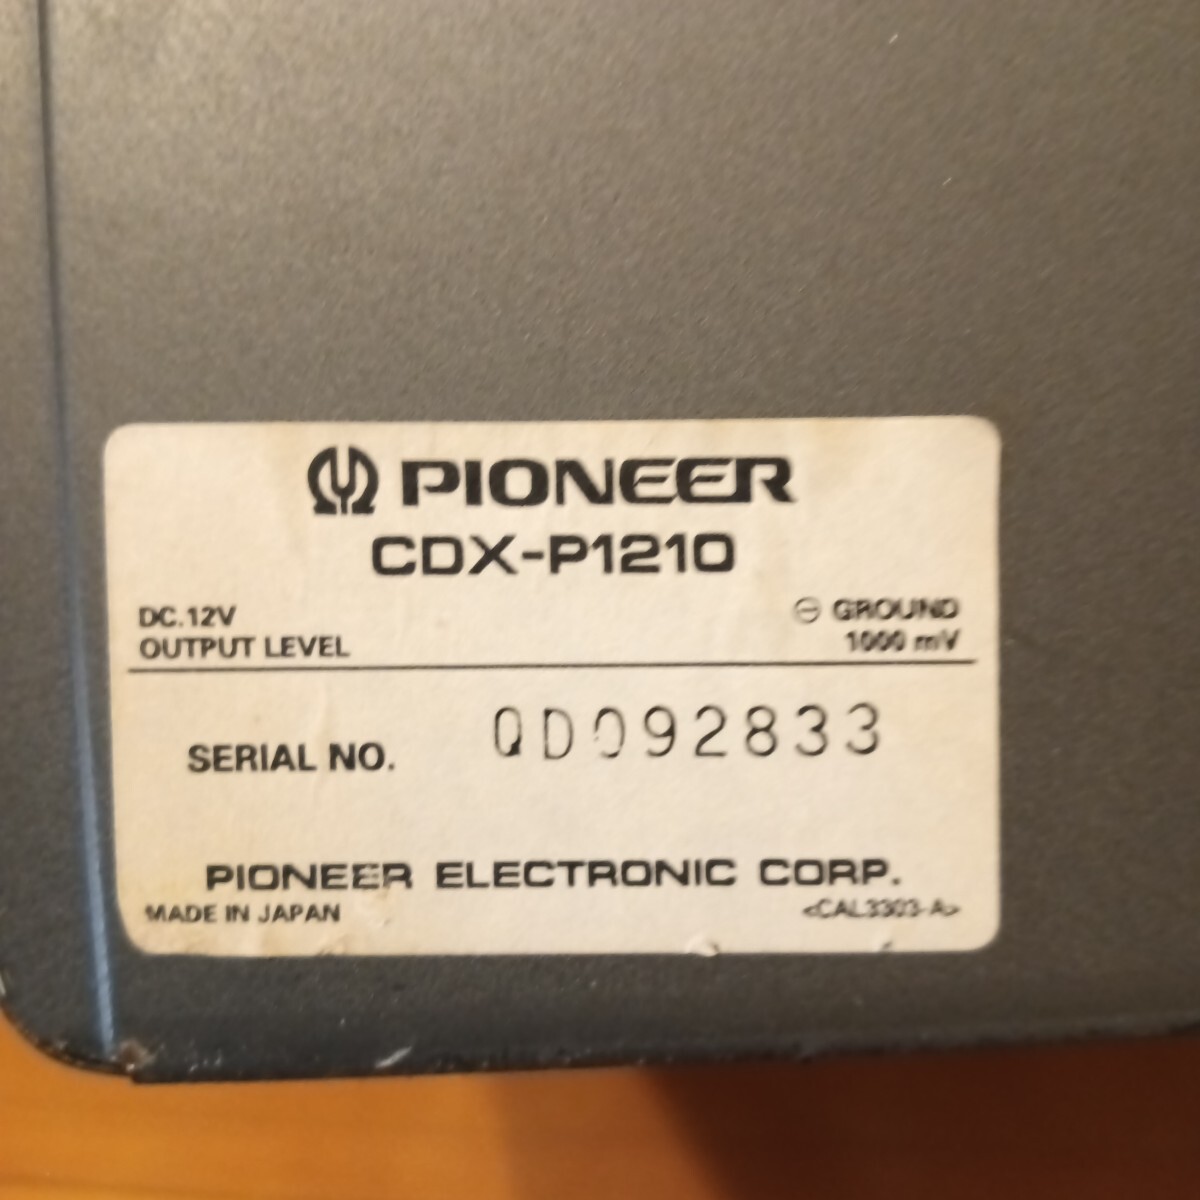 PIONEER
CDX-P1210
DC.12V ⊖ GROUND
OUTPUT LEVEL 1000 mV
SERIAL NO. QD092833
PIONEER ELECTRONIC CORP.
MADE IN JAPAN <CAL3303-A>